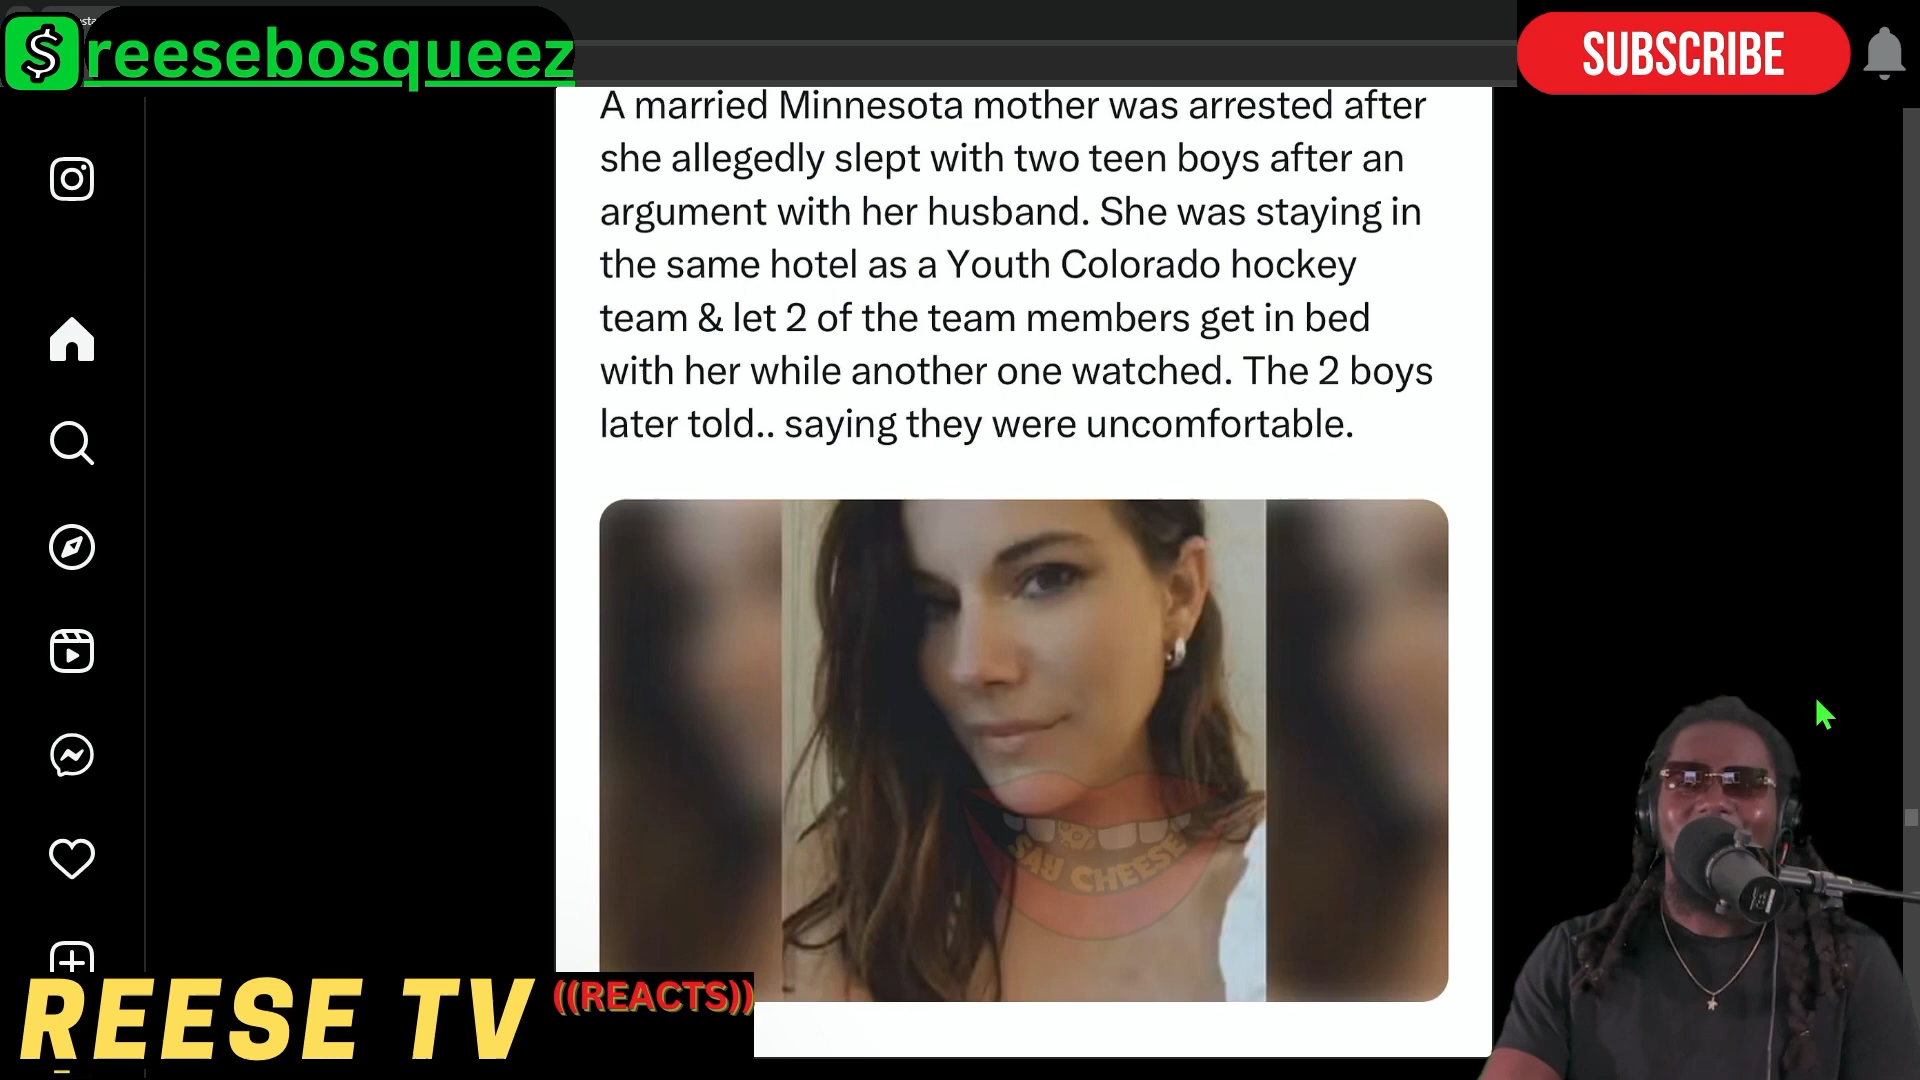 reesebosqueez
SUBSCRIBE
A married Minnesota mother was arrested after
she allegedly slept with two teen boys after an
argument with her husband. She was staying in
the same hotel as a Youth Colorado hockey
team & let 2 of the team members get in bed
with her while another one watched. The 2 boys
later told.. saying they were uncomfortable.
SAY CHEESE
REESE TV ((REACTS))